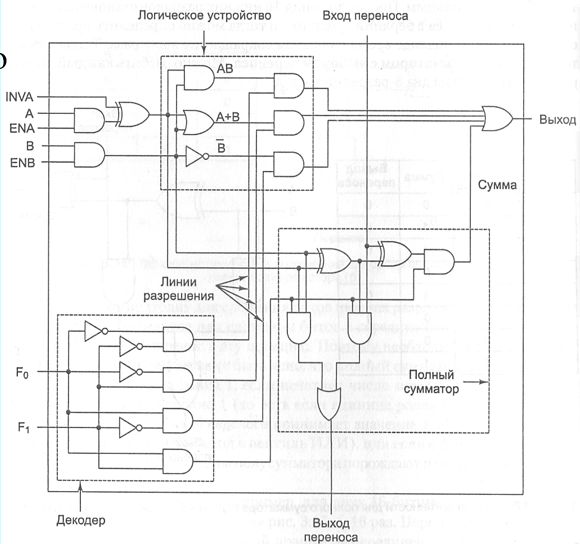 Логическое устройство
Вход переноса
О
INVA
A
ENA
B
ENB
AB
A+B
B̅
Выход
Сумма
Линии
разрешения
F₀
F₁
Полный
сумматор
Декодер
Выход
переноса